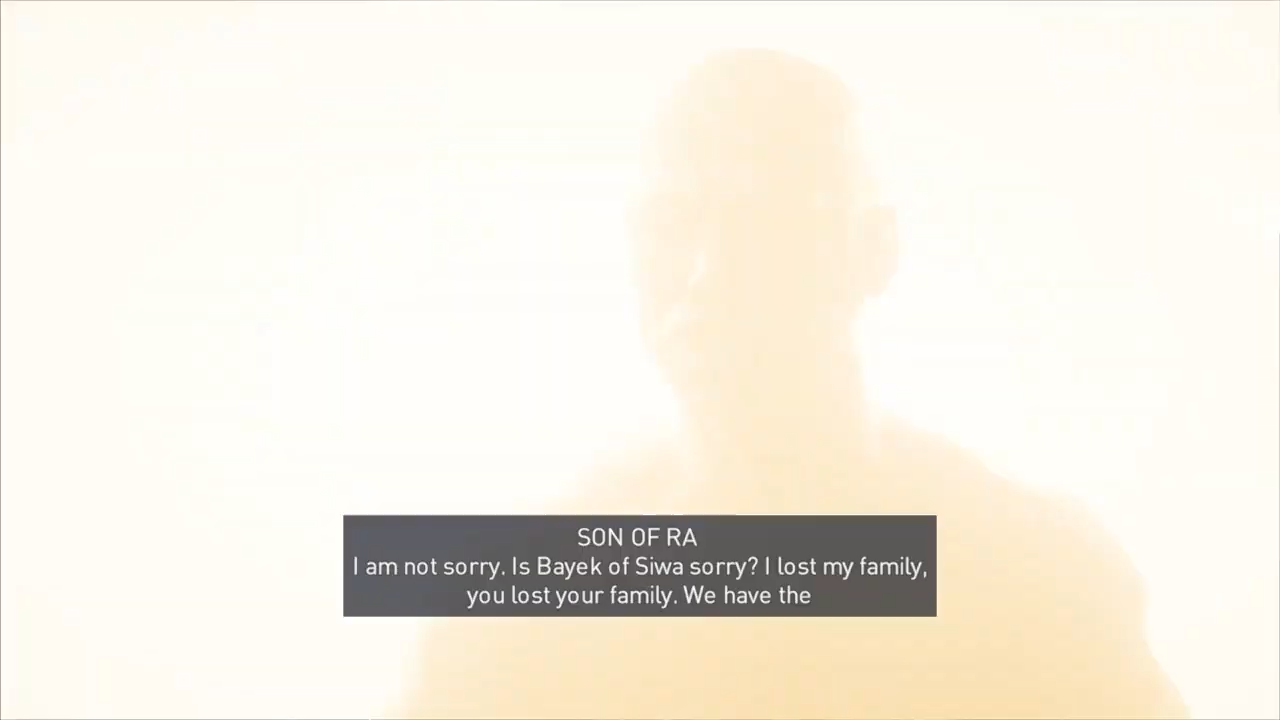 SON OF RA
I am not sorry. Is Bayek of Siwa sorry? I lost my family,
you lost your family. We have the